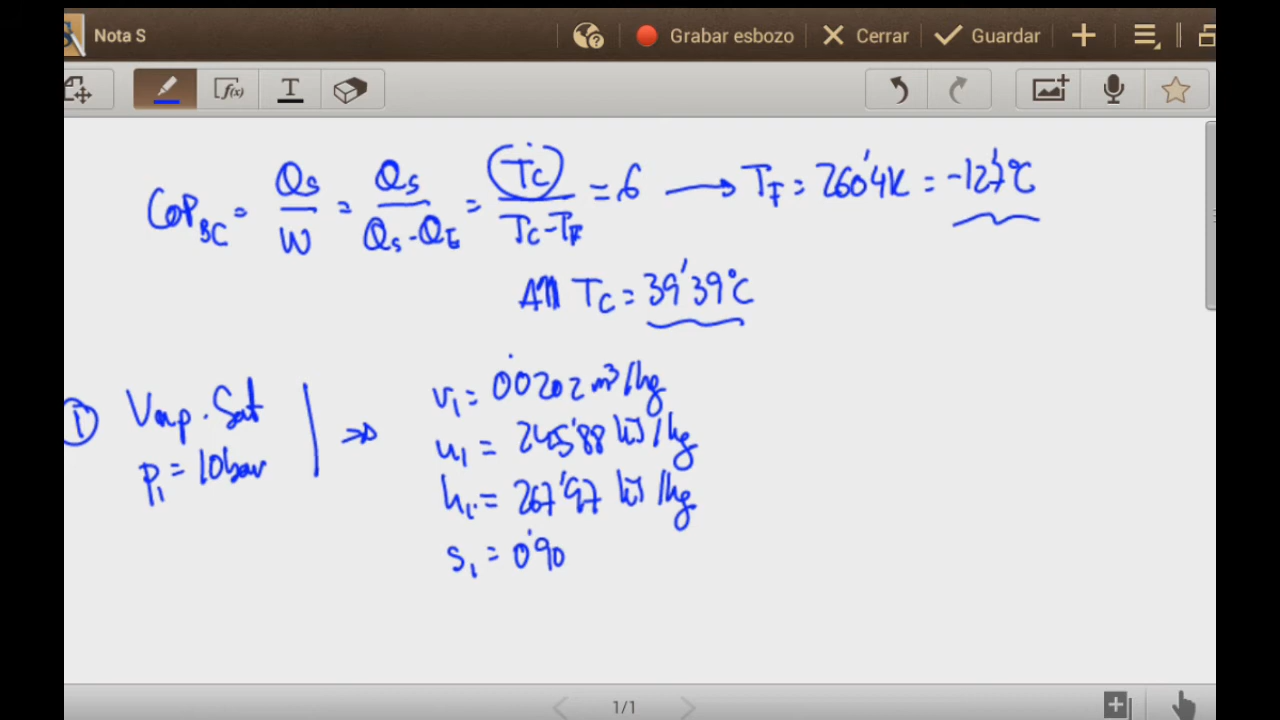 Nota S
Grabar esbozo
Cerrar
Guardar
f(x)
T
COP_BC = Qs/W = Qs/(Qs-QE) = Tc/(Tc-TF) = 6 → TF = 260'4K = -12'7ºC
Tc = 39'39ºC
① Vap. Sat
p1 = 10bar
⇒
v1 = 0'0202 m³/kg
u1 = 245'88 kJ/kg
h1 = 267'97 kJ/kg
s1 = 0'90
1/1